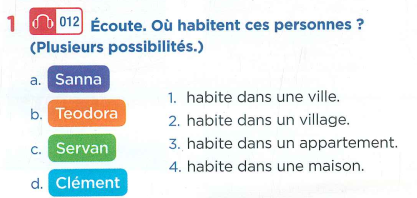 1 012 Écoute. Où habitent ces personnes ?
(Plusieurs possibilités.)
a. Sanna
b. Teodora
c. Servan
d. Clément
1. habite dans une ville.
2. habite dans un village.
3. habite dans un appartement.
4. habite dans une maison.